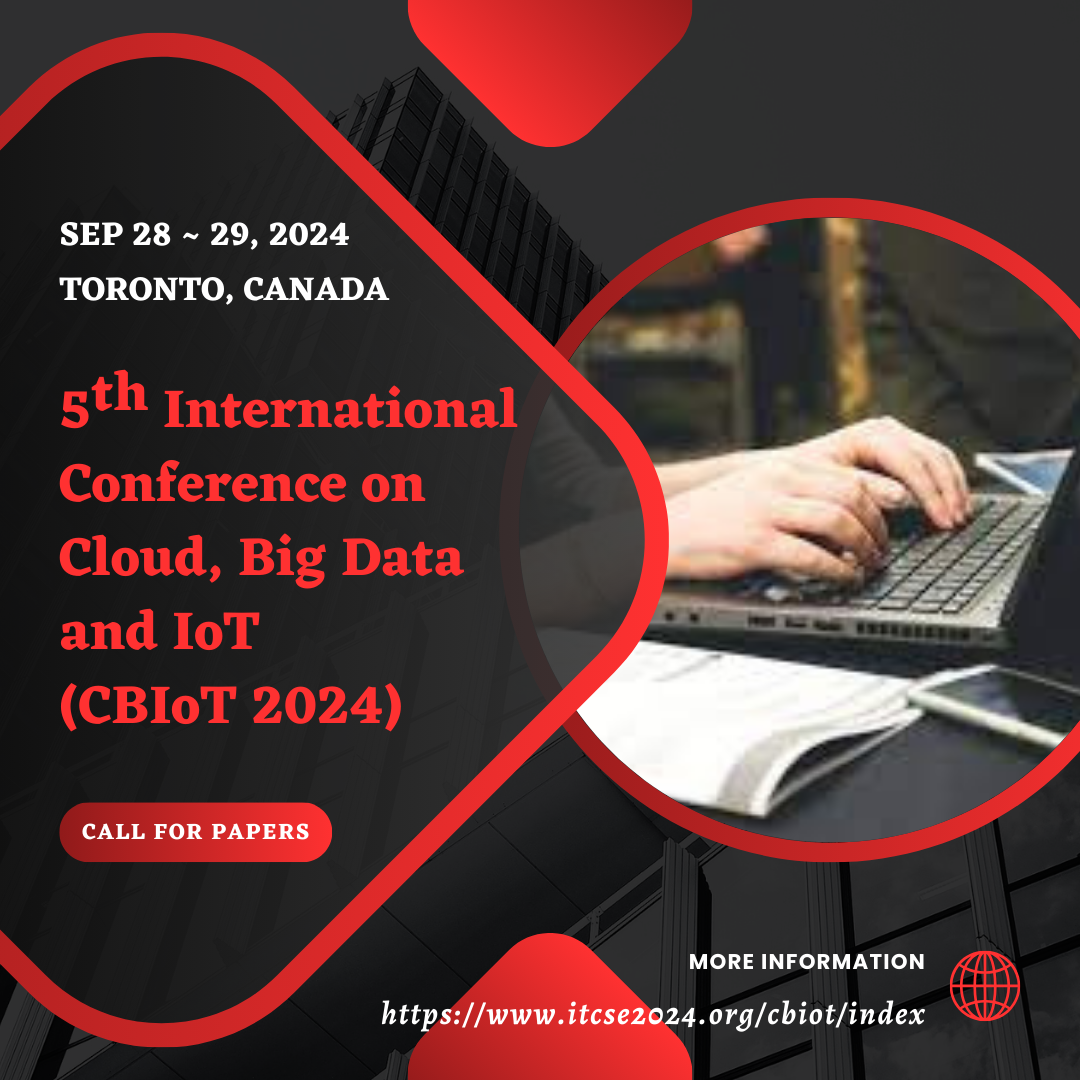 SEP 28 ~ 29, 2024
TORONTO, CANADA
5th International
Conference on
Cloud, Big Data
and IoT
(CBIoT 2024)
CALL FOR PAPERS
MORE INFORMATION
https://www.itcse2024.org/cbiot/index